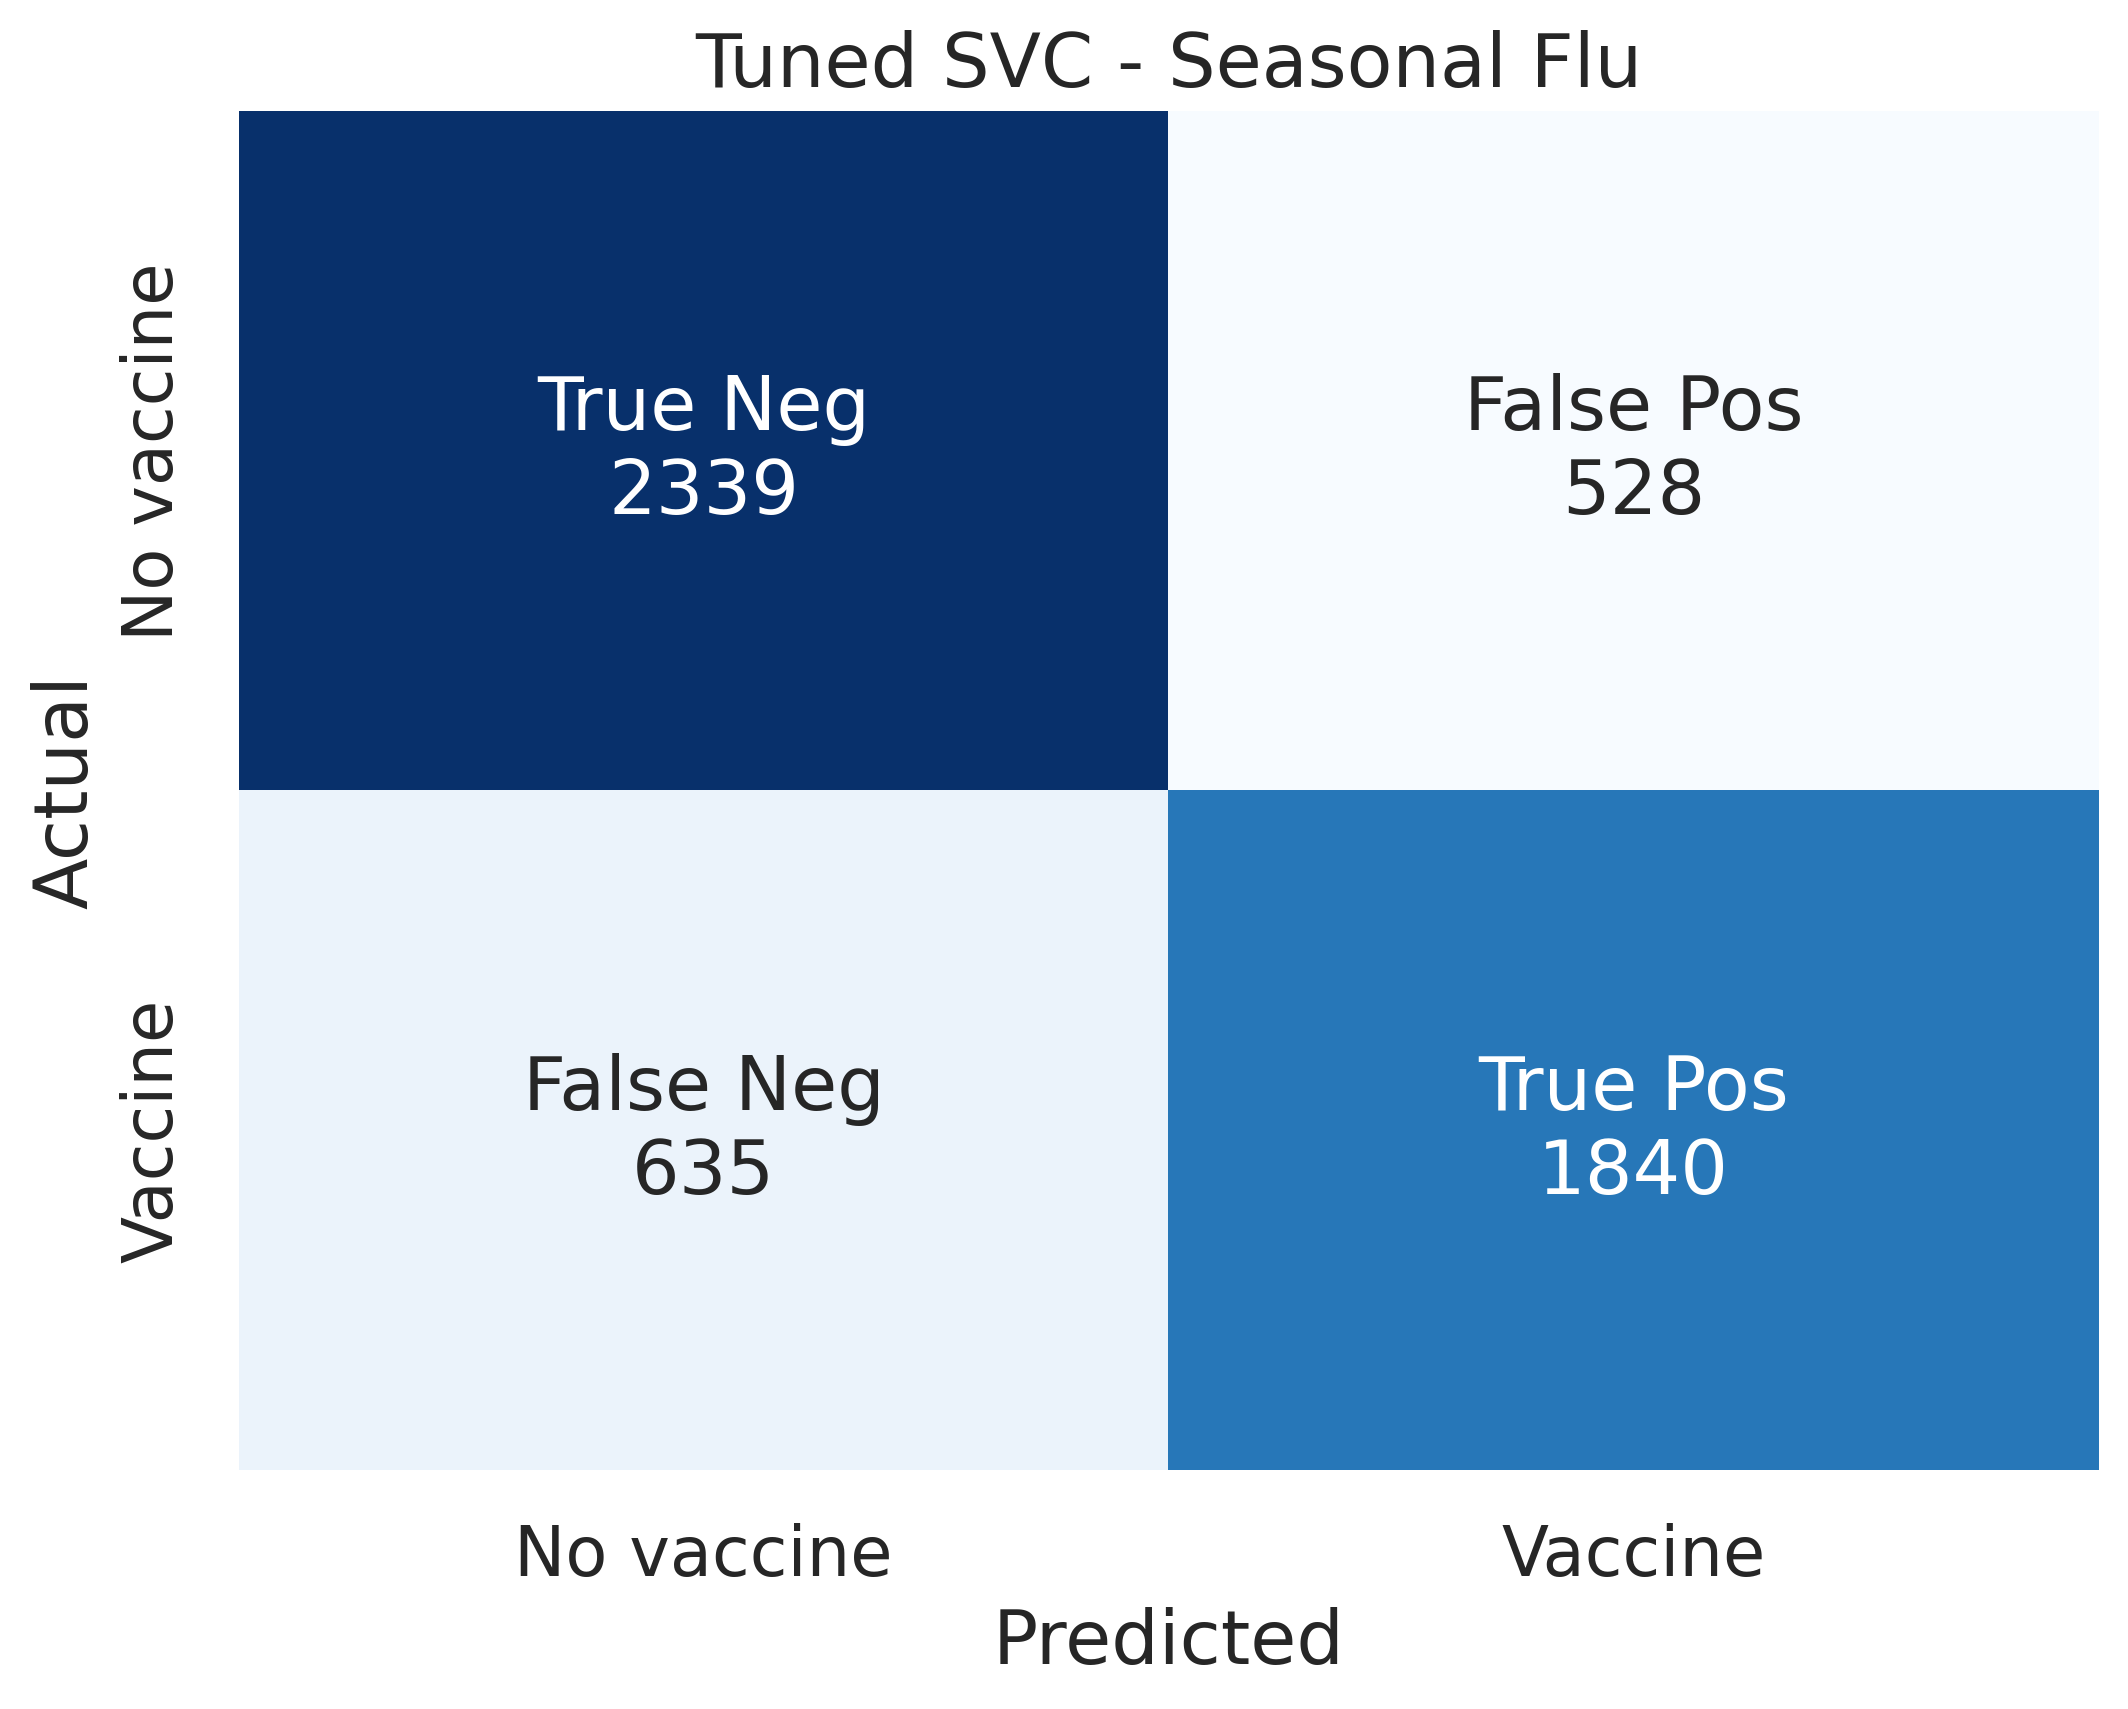 Tuned SVC - Seasonal Flu
Actual
No vaccine
True Neg
2339
False Pos
528
Vaccine
False Neg
635
True Pos
1840
No vaccine
Vaccine
Predicted